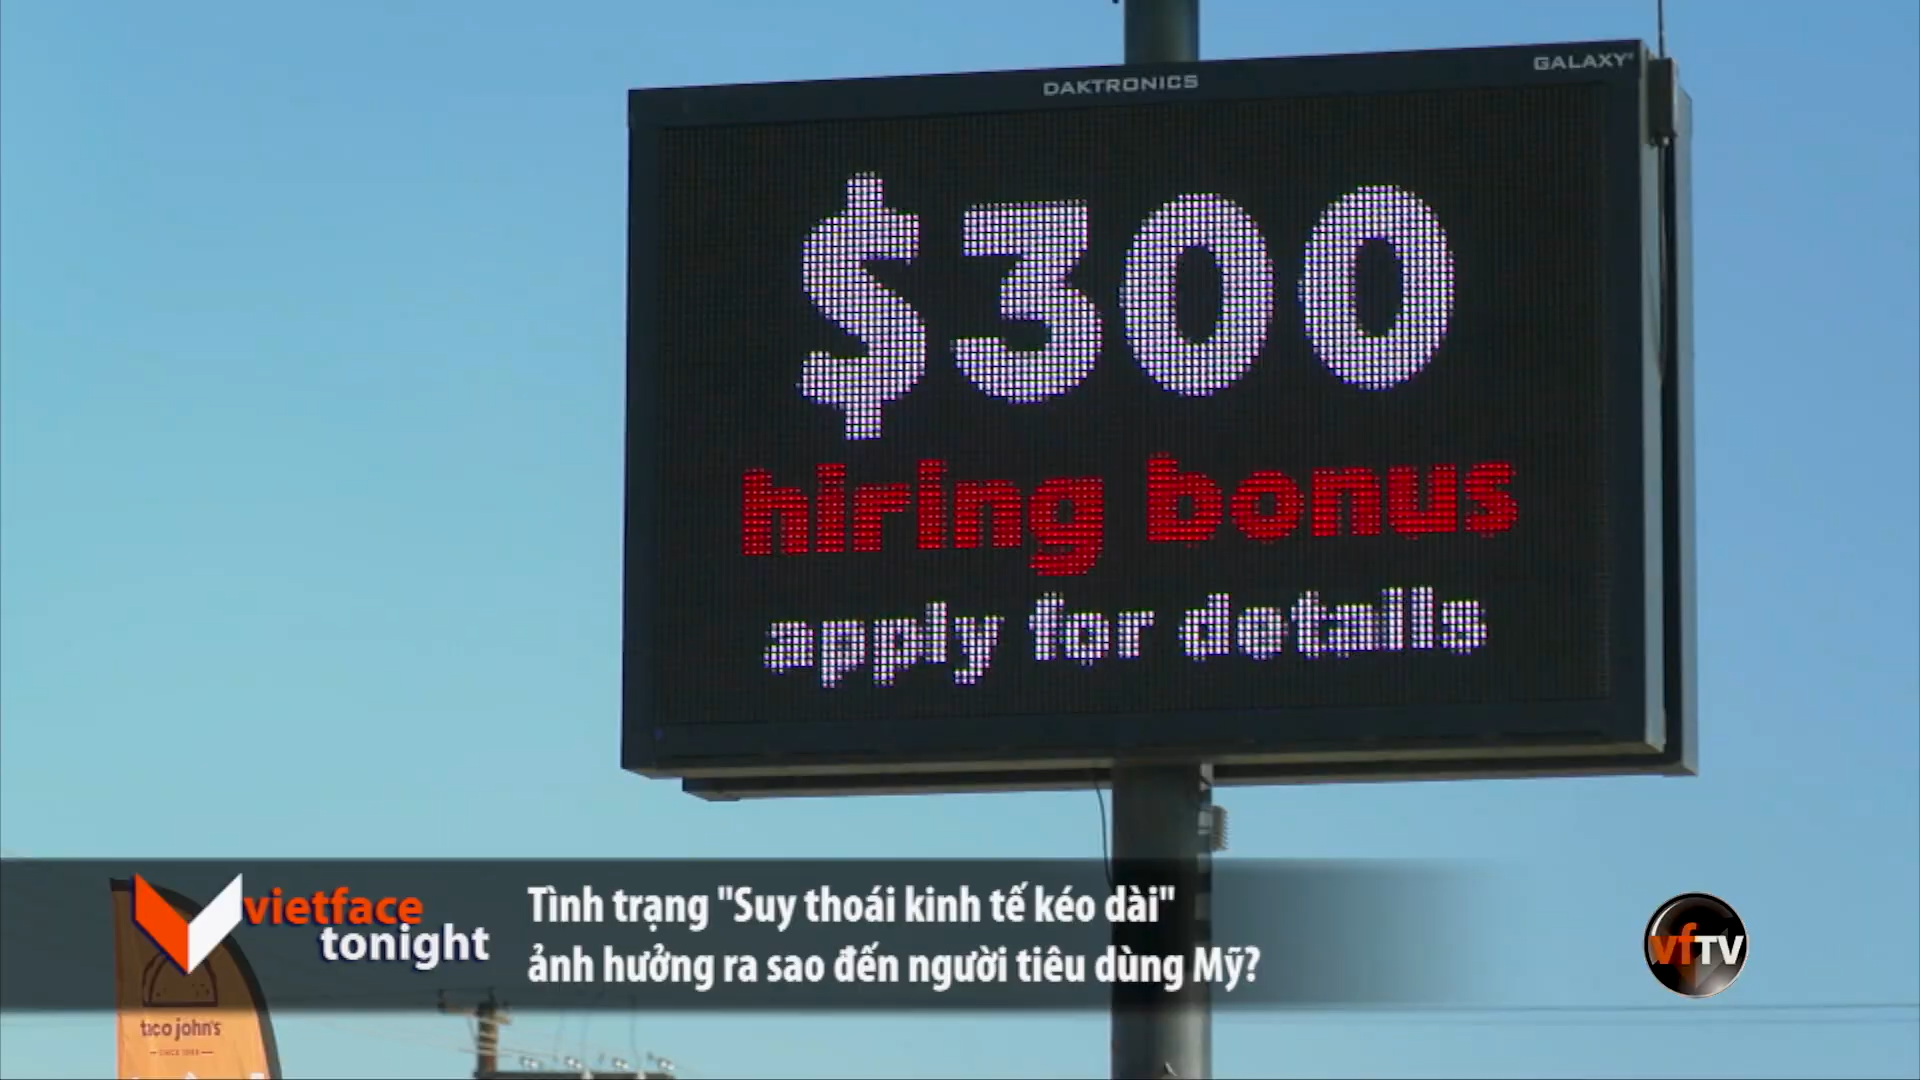 DAKTRONICS
GALAXY
$300
hiring bonus
apply for details
vietface
tonight
Tình trạng "Suy thoái kinh tế kéo dài"
ảnh hưởng ra sao đến người tiêu dùng Mỹ?
vfTV
taco john's